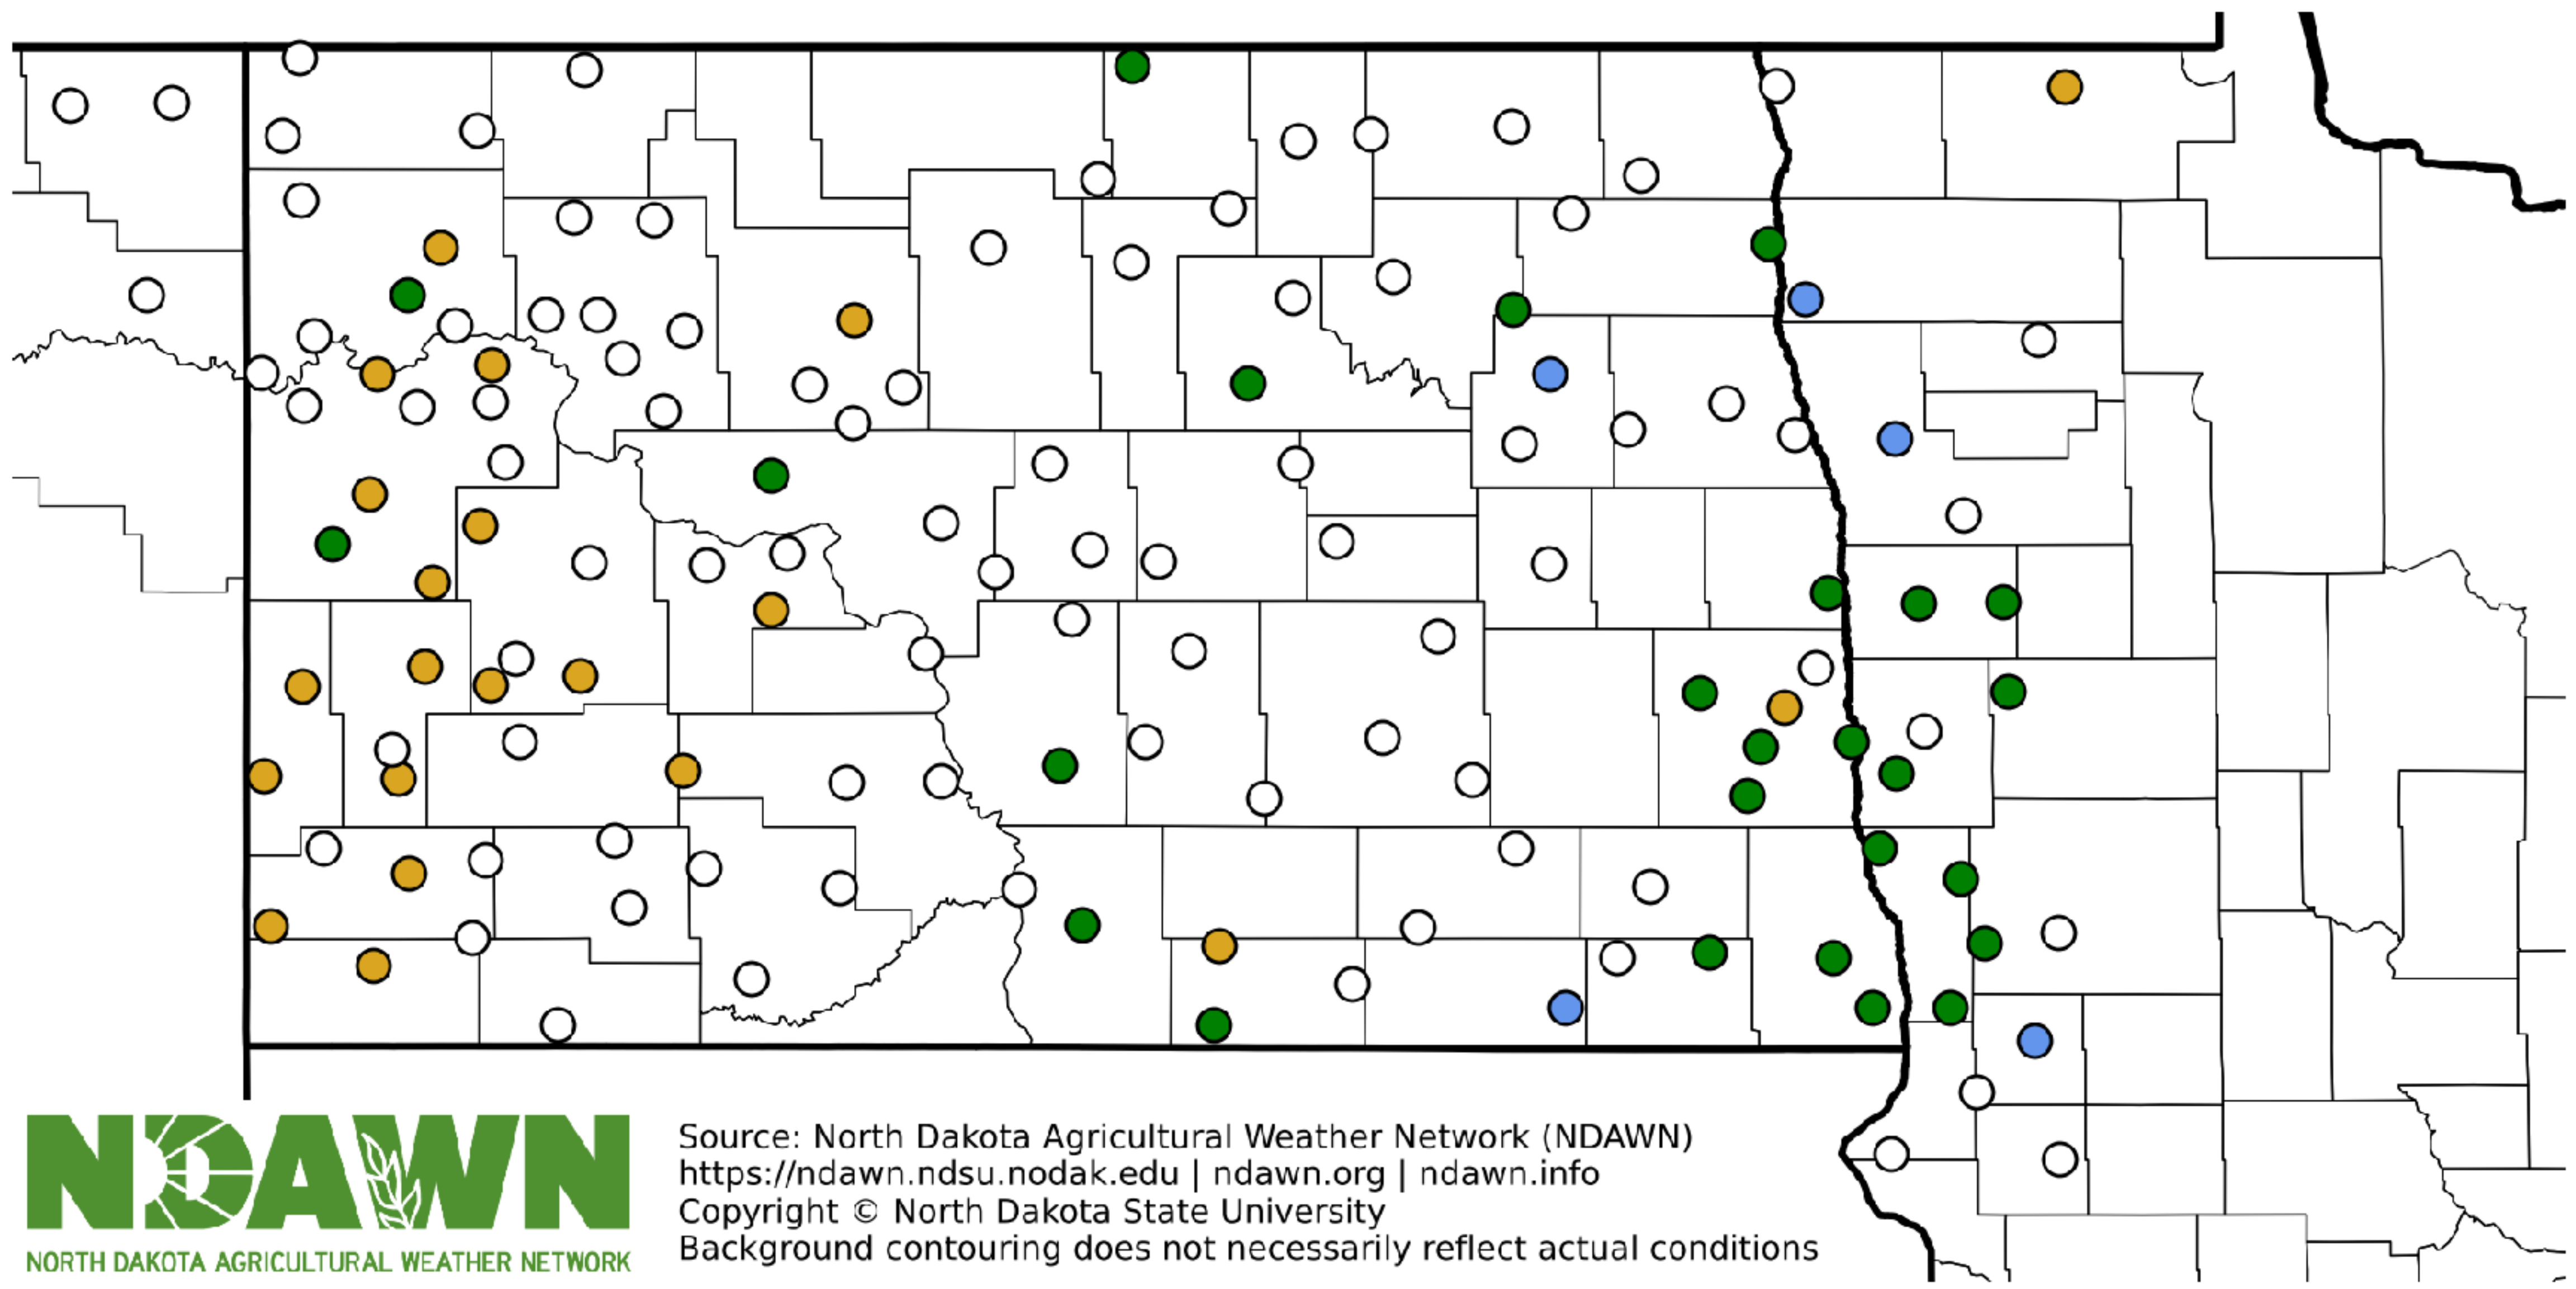 NDAWN
NORTH DAKOTA AGRICULTURAL WEATHER NETWORK
Source: North Dakota Agricultural Weather Network (NDAWN)
https://ndawn.ndsu.nodak.edu | ndawn.org | ndawn.info
Copyright © North Dakota State University
Background contouring does not necessarily reflect actual conditions